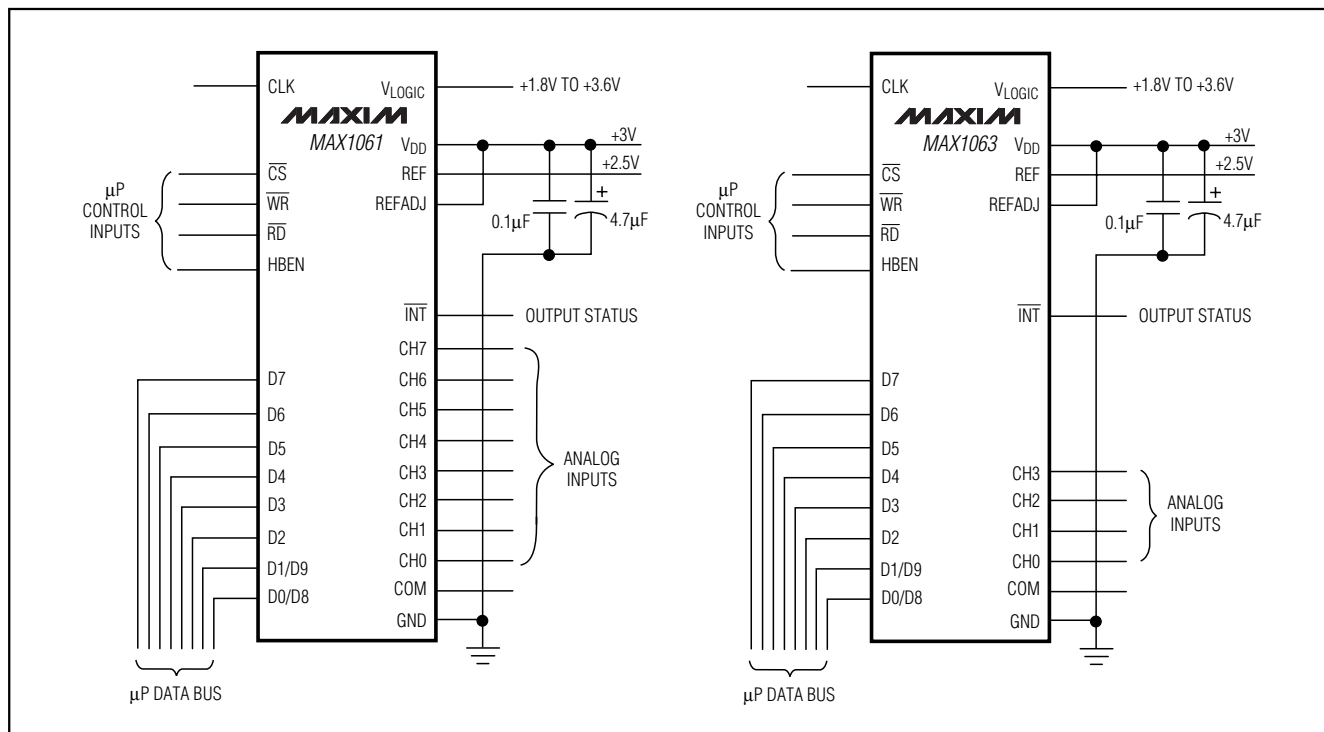 CLK
VLOGIC
+1.8V TO +3.6V
MAXIM
MAX1061
VDD
+3V
CS
REF
+2.5V
µP
CONTROL
INPUTS
WR
REFADJ
0.1µF
+
4.7µF
RD
HBEN
INT
OUTPUT STATUS
CH7
D7
CH6
D6
CH5
D5
CH4
D4
CH3
ANALOG
INPUTS
D3
CH2
D2
CH1
D1/D9
CH0
D0/D8
COM
GND
µP DATA BUS
CLK
VLOGIC
+1.8V TO +3.6V
MAXIM
MAX1063
VDD
+3V
CS
REF
+2.5V
µP
CONTROL
INPUTS
WR
REFADJ
0.1µF
+
4.7µF
RD
HBEN
INT
OUTPUT STATUS
D7
D6
D5
D4
CH3
D3
CH2
ANALOG
INPUTS
D2
CH1
D1/D9
CH0
D0/D8
COM
GND
µP DATA BUS